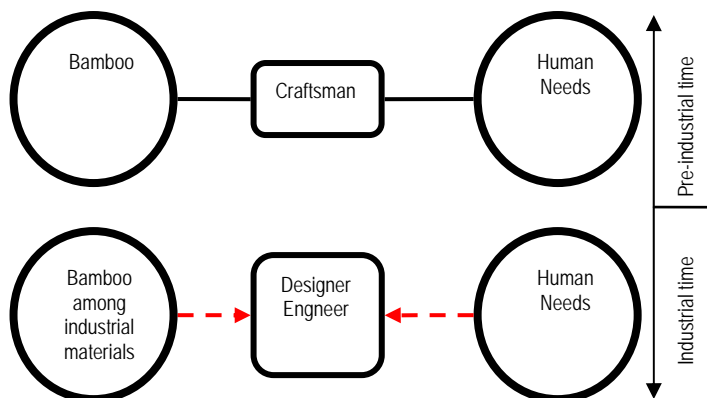 Bamboo
Craftsman
Human
Needs
Pre-industrial time
Bamboo
among
industrial
materials
Designer
Engneer
Human
Needs
Industrial time